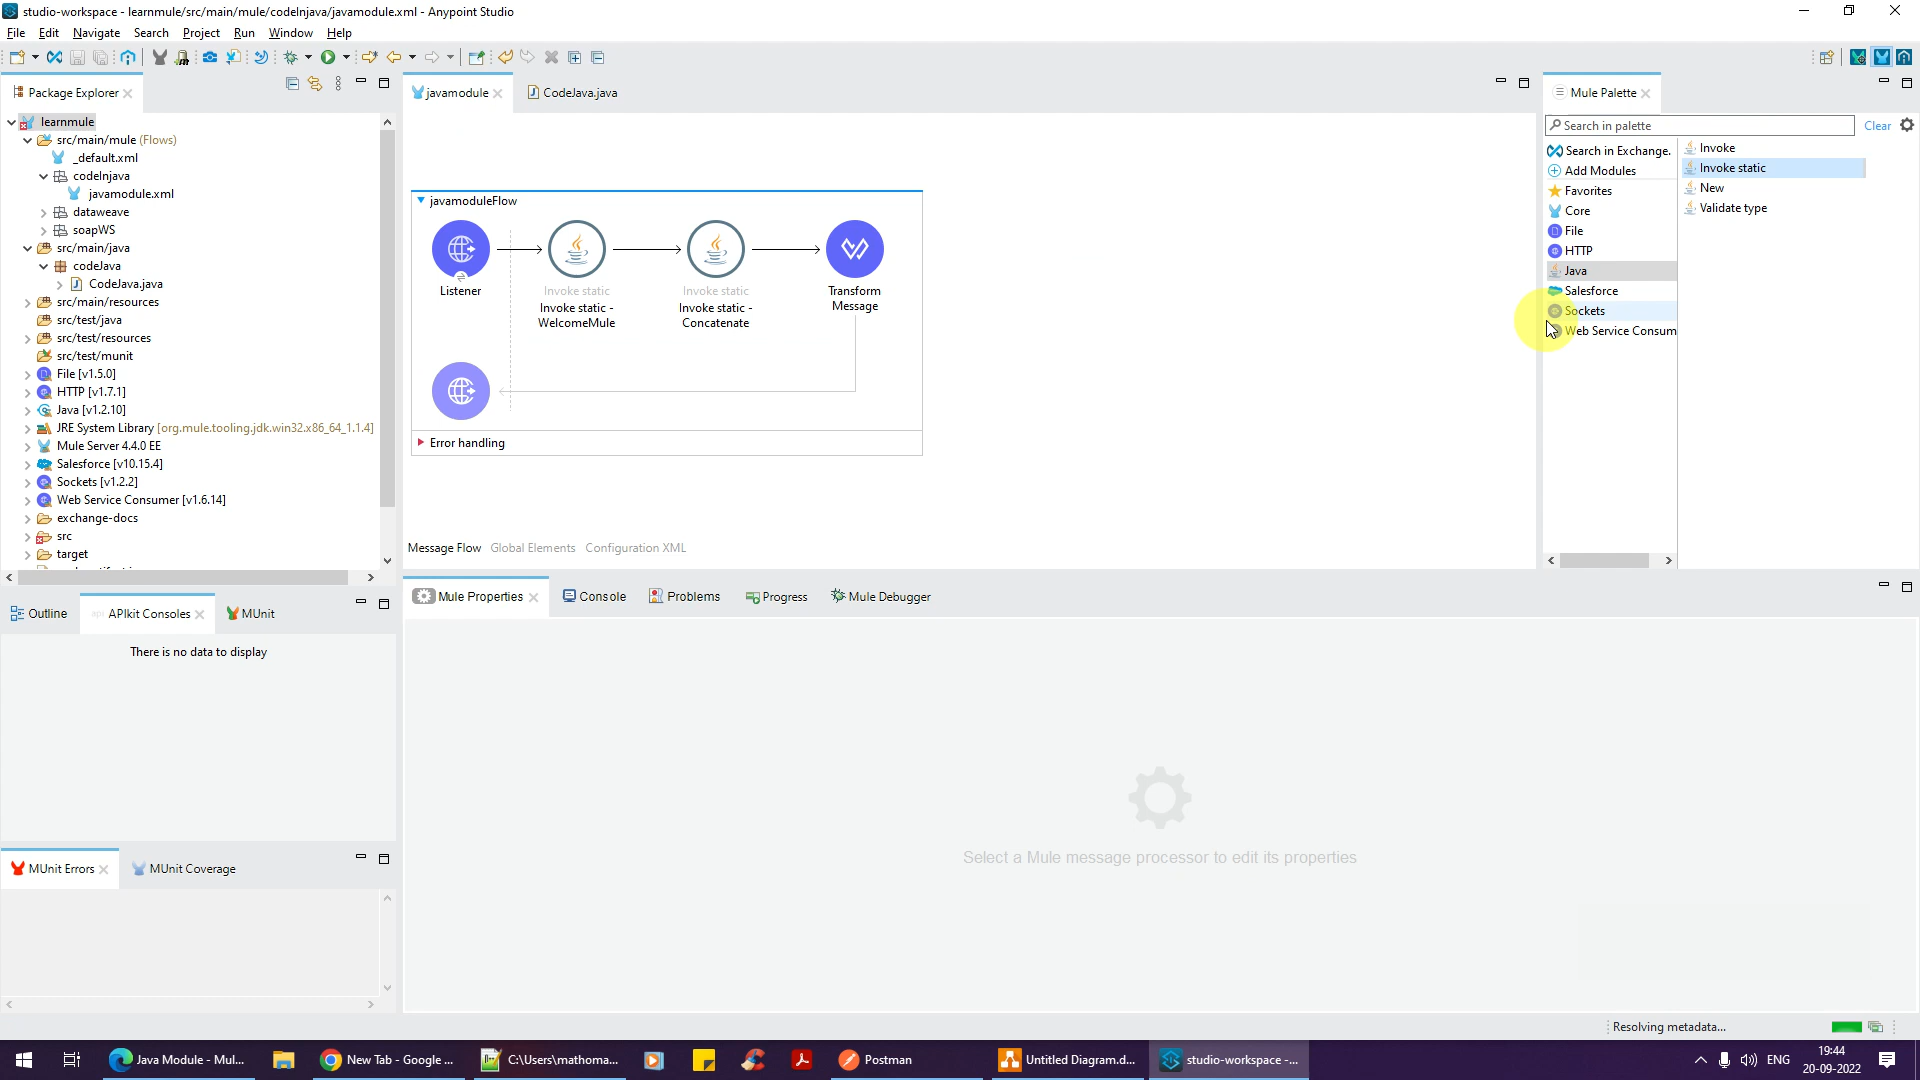 studio-workspace - learnmule/src/main/mule/codeInjava/javamodule.xml - Anypoint Studio
File Edit Navigate Search Project Run Window Help
Package Explorer
javamodule
CodeJava.java
Mule Palette
learnmule
src/main/mule (Flows)
_default.xml
codeInjava
javamodule.xml
dataweave
soapWS
src/main/java
codeJava
CodeJava.java
src/main/resources
src/test/java
src/test/resources
src/test/munit
File [v1.5.0]
HTTP [v1.7.1]
Java [v1.2.10]
JRE System Library [org.mule.tooling.jdk.win32.x86_64_1.1.4]
Mule Server 4.4.0 EE
Salesforce [v10.15.4]
Sockets [v1.2.2]
Web Service Consumer [v1.6.14]
exchange-docs
src
target
javamoduleFlow
Listener
Invoke static
Invoke static -
WelcomeMule
Invoke static
Invoke static -
Concatenate
Transform
Message
Error handling
Message Flow Global Elements Configuration XML
Search in palette
Clear
Search in Exchange.
Add Modules
Favorites
Core
File
HTTP
Java
Salesforce
Sockets
Web Service Consum
Invoke
Invoke static
New
Validate type
Outline
APIkit Consoles
MUnit
There is no data to display
MUnit Errors
MUnit Coverage
Mule Properties
Console
Problems
Progress
Mule Debugger
Select a Mule message processor to edit its properties
Resolving metadata...
Java Module - Mul...
New Tab - Google ...
C:\Users\mathoma...
Postman
Untitled Diagram.d...
studio-workspace -...
ENG
19:44
20-09-2022